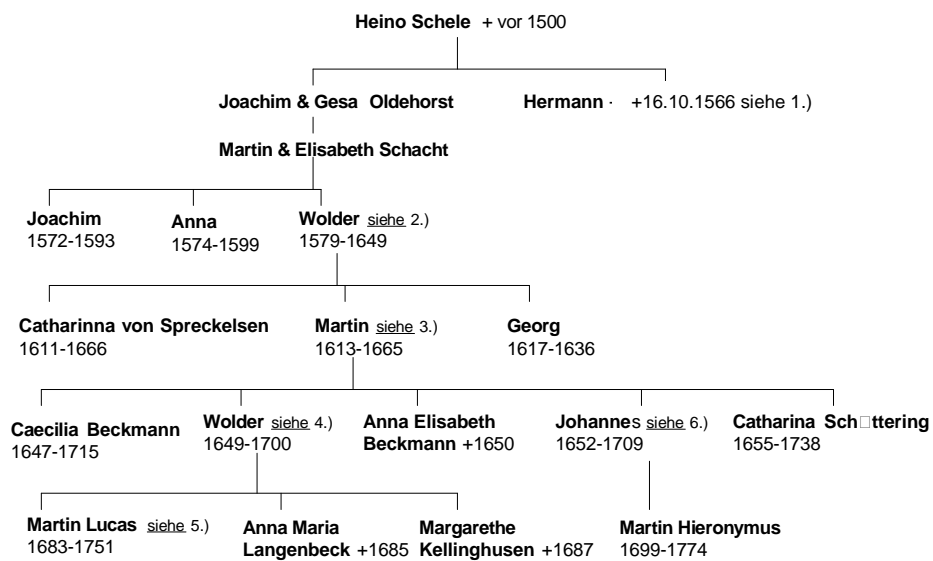 Heino Schele + vor 1500
Joachim & Gesa Oldehorst
Hermann · +16.10.1566 siehe 1.)
Martin & Elisabeth Schacht
Joachim
1572-1593
Anna
1574-1599
Wolder siehe 2.)
1579-1649
Catharinna von Spreckelsen
1611-1666
Martin siehe 3.)
1613-1665
Georg
1617-1636
Caecilia Beckmann
1647-1715
Wolder siehe 4.)
1649-1700
Anna Elisabeth
Beckmann +1650
Johannes siehe 6.)
1652-1709
Catharina Sch□ttering
1655-1738
Martin Lucas siehe 5.)
1683-1751
Anna Maria
Langenbeck +1685
Margarethe
Kellinghusen +1687
Martin Hieronymus
1699-1774